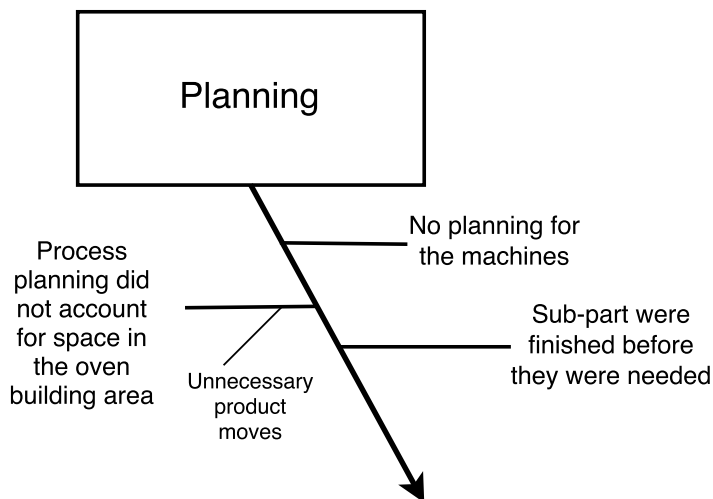 Planning
No planning for
the machines
Process
planning did
not account
for space in
the oven
building area
Unnecessary
product
moves
Sub-part were
finished before
they were needed